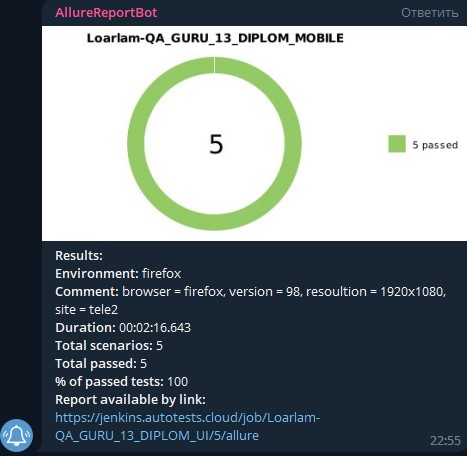 AllureReportBot Ответить
Loarlam-QA_GURU_13_DIPLOM_MOBILE
5
5 passed
Results:
Environment: firefox
Comment: browser = firefox, version = 98, resoultion = 1920x1080,
site = tele2
Duration: 00:02:16.643
Total scenarios: 5
Total passed: 5
% of passed tests: 100
Report available by link:
https://jenkins.autotests.cloud/job/Loarlam-
QA_GURU_13_DIPLOM_UI/5/allure
22:55